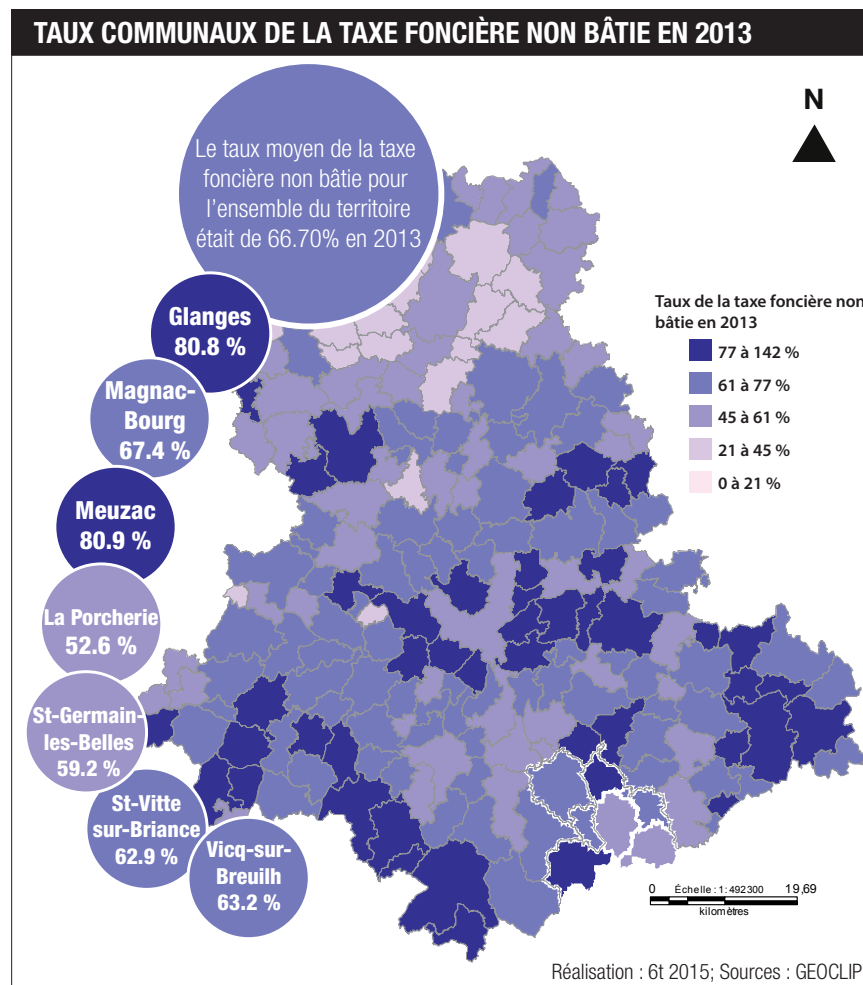 TAUX COMMUNAUX DE LA TAXE FONCIÈRE NON BÂTIE EN 2013
N
Le taux moyen de la taxe
foncière non bâtie pour
l'ensemble du territoire
était de 66.70% en 2013
Glanges
80.8 %
Magnac-
Bourg
67.4 %
Meuzac
80.9 %
La Porcherie
52.6 %
St-Germain-
les-Belles
59.2 %
St-Vitte
sur-Briance
62.9 %
Vicq-sur-
Breuilh
63.2 %
Taux de la taxe foncière non
bâtie en 2013
77 à 142 %
61 à 77 %
45 à 61 %
21 à 45 %
0 à 21 %
0 Échelle : 1: 492300 19,69
kilomètres
Réalisation : 6t 2015; Sources : GEOCLIP